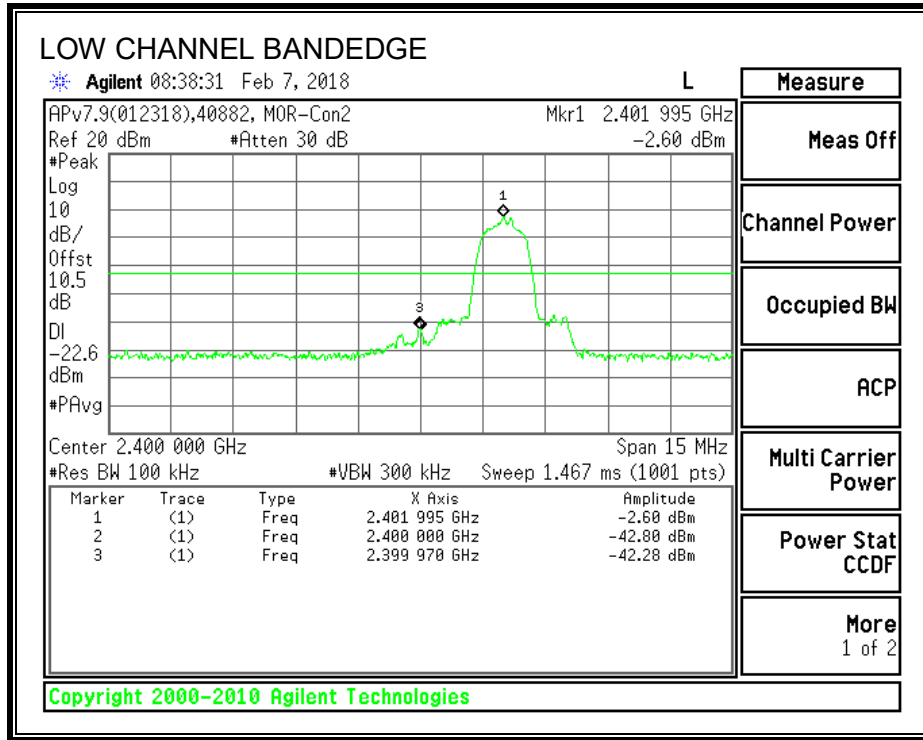 LOW CHANNEL BANDEDGE
Agilent 08:38:31 Feb 7, 2018 L
APv7.9(012318),40882, MOR-Con2 Mkr1 2.401 995 GHz
Ref 20 dBm #Atten 30 dB -2.60 dBm
#Peak
Log
10
dB/
Offst
10.5
dB
DI
-22.6
dBm
#PAvg
1
3
Center 2.400 000 GHz Span 15 MHz
#Res BW 100 kHz #VBW 300 kHz Sweep 1.467 ms (1001 pts)
Marker Trace Type X Axis Amplitude
1 (1) Freq 2.401 995 GHz -2.60 dBm
2 (1) Freq 2.400 000 GHz -42.80 dBm
3 (1) Freq 2.399 970 GHz -42.28 dBm
Measure
Meas Off
Channel Power
Occupied BW
ACP
Multi Carrier
Power
Power Stat
CCDF
More
1 of 2
Copyright 2000-2010 Agilent Technologies